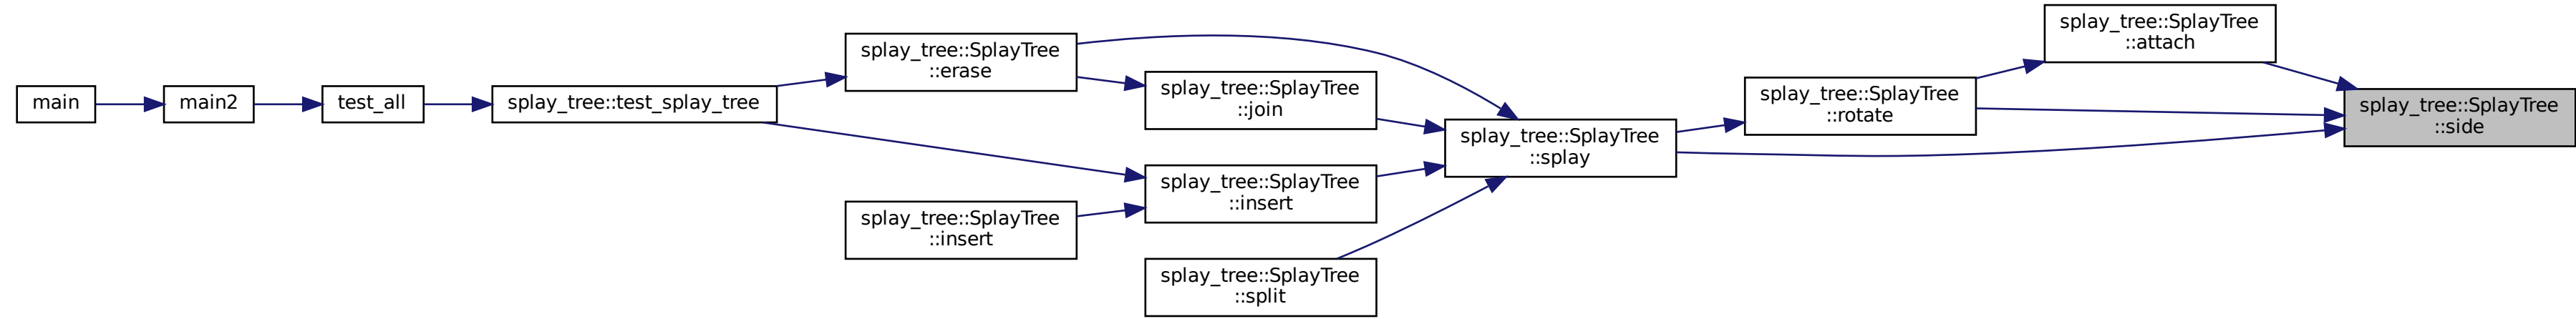 main
main2
test_all
splay_tree::test_splay_tree
splay_tree::SplayTree
::erase
splay_tree::SplayTree
::insert
splay_tree::SplayTree
::join
splay_tree::SplayTree
::insert
splay_tree::SplayTree
::split
splay_tree::SplayTree
::splay
splay_tree::SplayTree
::rotate
splay_tree::SplayTree
::attach
splay_tree::SplayTree
::side